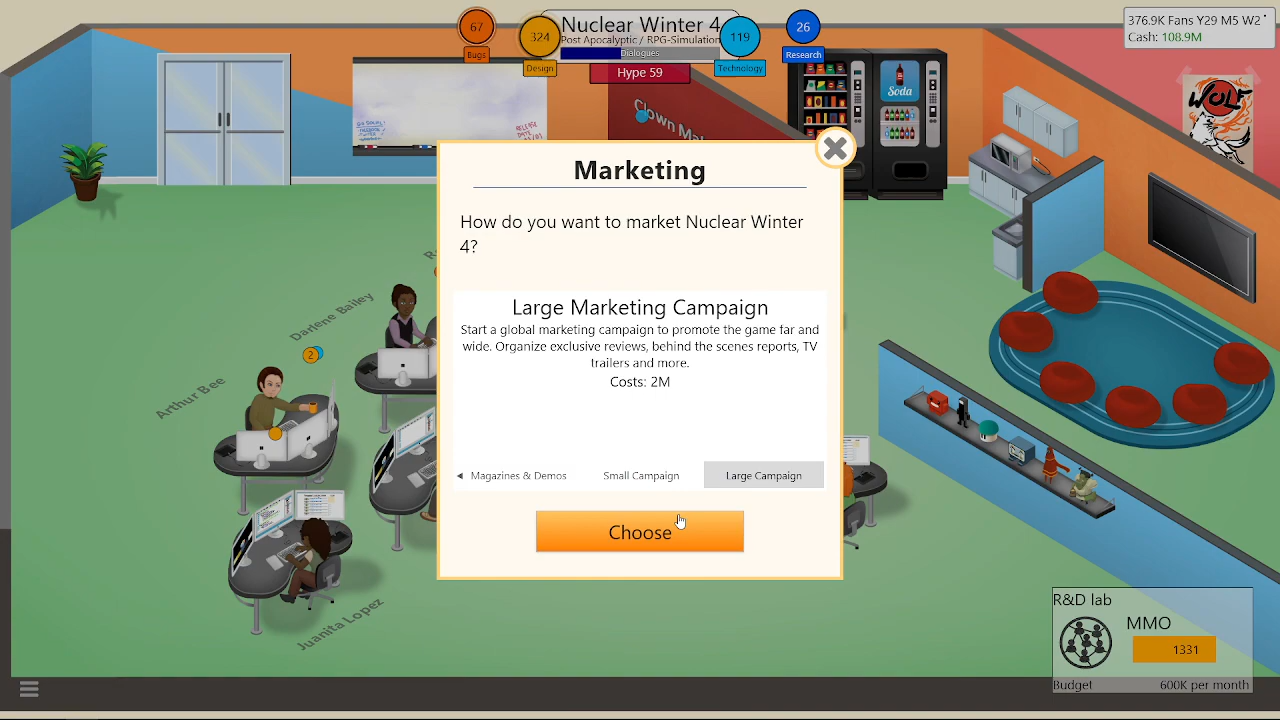 67
Bugs
324
Design
Nuclear Winter 4
Post Apocalyptic / RPG-Simulation
Dialogues
Hype 59
119
Technology
26
Research
376.9K Fans Y29 M3 W2
Cash: 108.9M
Soda
WOLF
Clown Ma
Marketing
How do you want to market Nuclear Winter
4?
Large Marketing Campaign
Start a global marketing campaign to promote the game far and
wide. Organize exclusive reviews, behind the scenes reports, TV
trailers and more.
Costs: 2M
Magazines & Demos
Small Campaign
Large Campaign
Choose
Darlene Bailey
2
Arthur Bee
Juanita Lopez
R&D lab
MMO
1331
Budget
600K per month